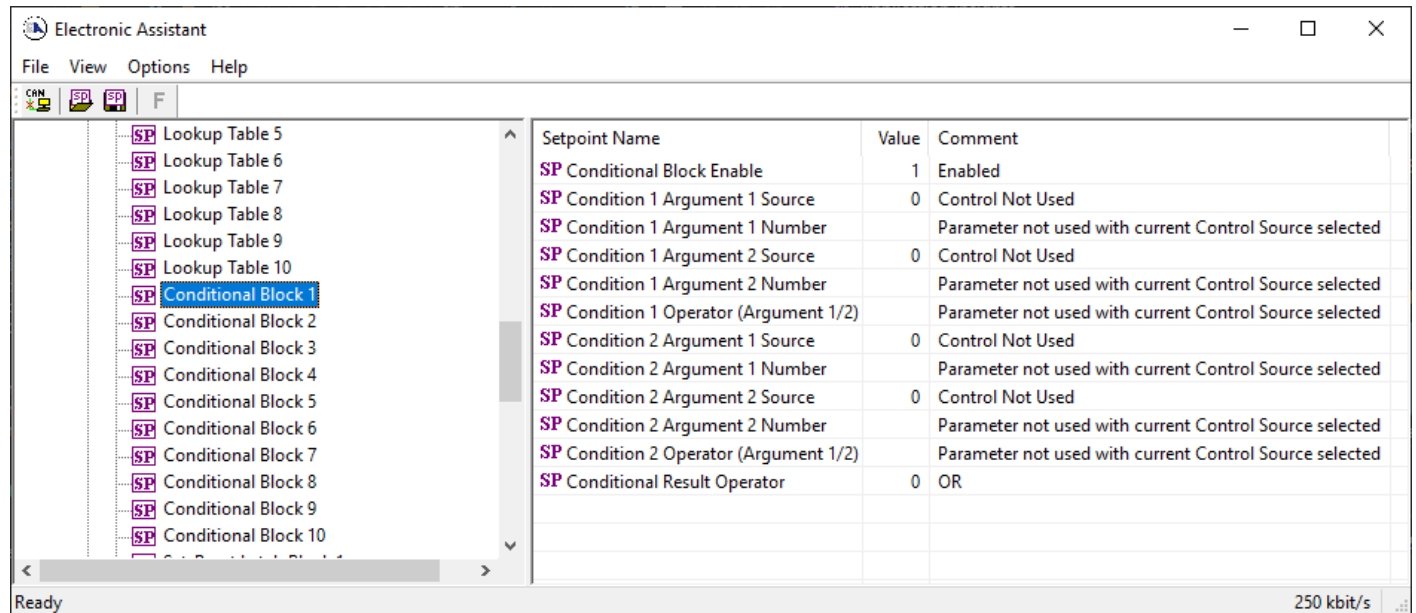 Electronic Assistant
File View Options Help
CAN SP SP F
SP Lookup Table 5
SP Lookup Table 6
SP Lookup Table 7
SP Lookup Table 8
SP Lookup Table 9
SP Lookup Table 10
SP Conditional Block 1
SP Conditional Block 2
SP Conditional Block 3
SP Conditional Block 4
SP Conditional Block 5
SP Conditional Block 6
SP Conditional Block 7
SP Conditional Block 8
SP Conditional Block 9
SP Conditional Block 10
Setpoint Name Value Comment
SP Conditional Block Enable 1 Enabled
SP Condition 1 Argument 1 Source 0 Control Not Used
SP Condition 1 Argument 1 Number Parameter not used with current Control Source selected
SP Condition 1 Argument 2 Source 0 Control Not Used
SP Condition 1 Argument 2 Number Parameter not used with current Control Source selected
SP Condition 1 Operator (Argument 1/2) Parameter not used with current Control Source selected
SP Condition 2 Argument 1 Source 0 Control Not Used
SP Condition 2 Argument 1 Number Parameter not used with current Control Source selected
SP Condition 2 Argument 2 Source 0 Control Not Used
SP Condition 2 Argument 2 Number Parameter not used with current Control Source selected
SP Condition 2 Operator (Argument 1/2) Parameter not used with current Control Source selected
SP Conditional Result Operator 0 OR
Ready 250 kbit/s